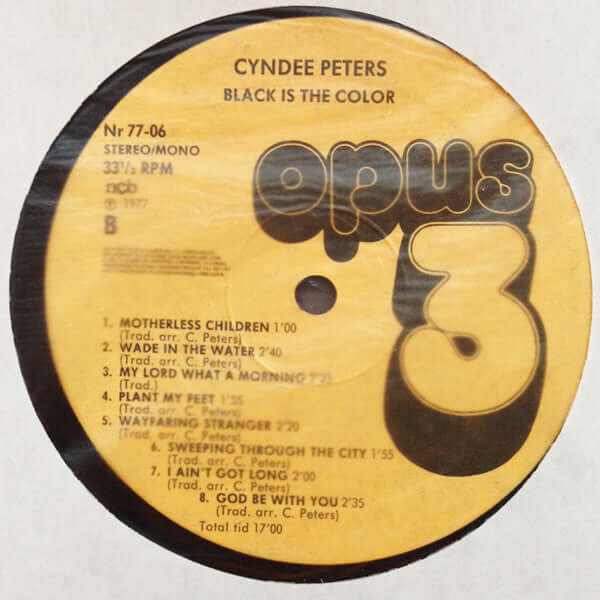 CYNDEE PETERS
BLACK IS THE COLOR
Nr 77-06
STEREO/MONO
33⅓ RPM
ncb
℗ 1977
B
opus
3
1. MOTHERLESS CHILDREN 1'00
(Trad. arr. C. Peters)
2. WADE IN THE WATER 2'40
(Trad. arr. C. Peters)
3. MY LORD WHAT A MORNING
(Trad.)
4. PLANT MY FEET 1'55
(Trad. arr. C. Peters)
5. WAYFARING STRANGER 2'20
(Trad. arr. C. Peters)
6. SWEEPING THROUGH THE CITY 1'55
(Trad. arr. C. Peters)
7. I AIN'T GOT LONG 2'00
(Trad. arr. C. Peters)
8. GOD BE WITH YOU 2'35
(Trad. arr. C. Peters)
Total tid 17'00